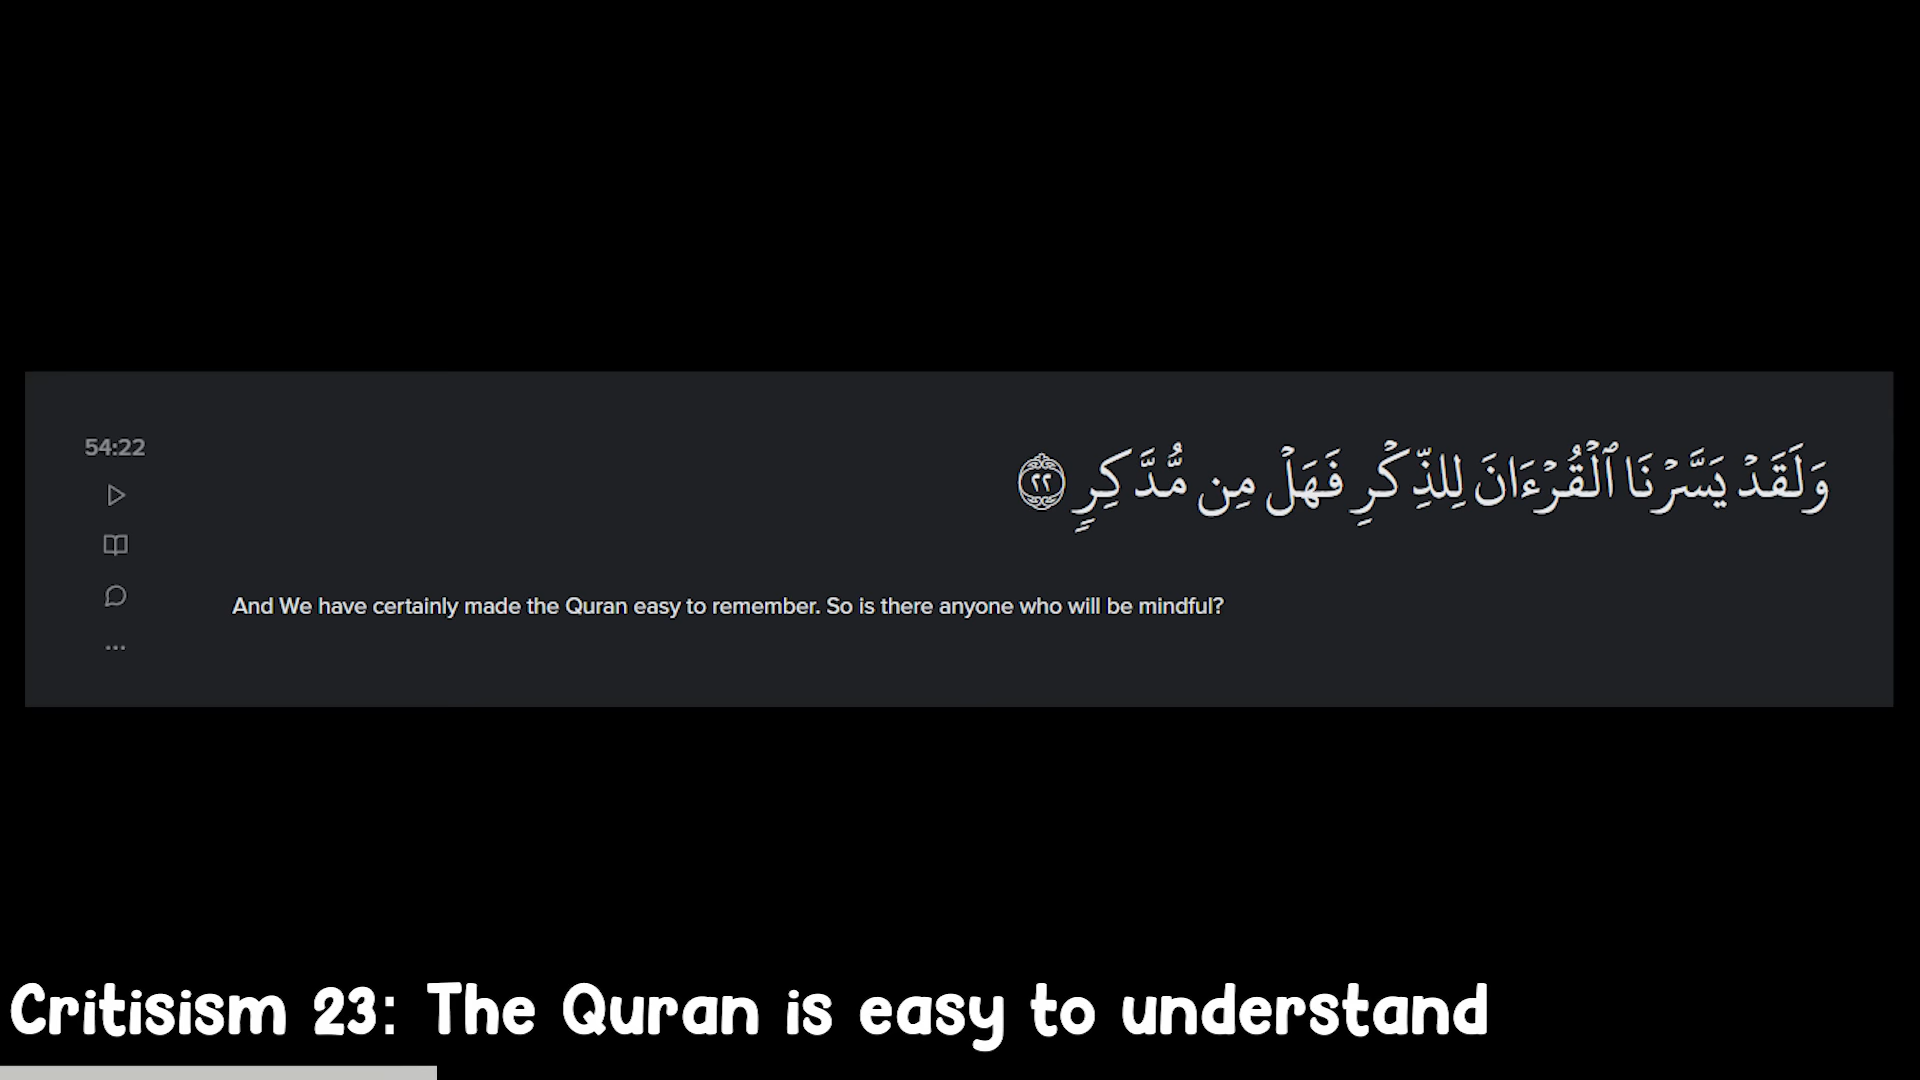 54:22
وَلَقَدْ يَسَّرْنَا ٱلْقُرْءَانَ لِلذِّكْرِ فَهَلْ مِن مُّدَّكِرٍ ٢٢
And We have certainly made the Quran easy to remember. So is there anyone who will be mindful?
Critisism 23: The Quran is easy to understand